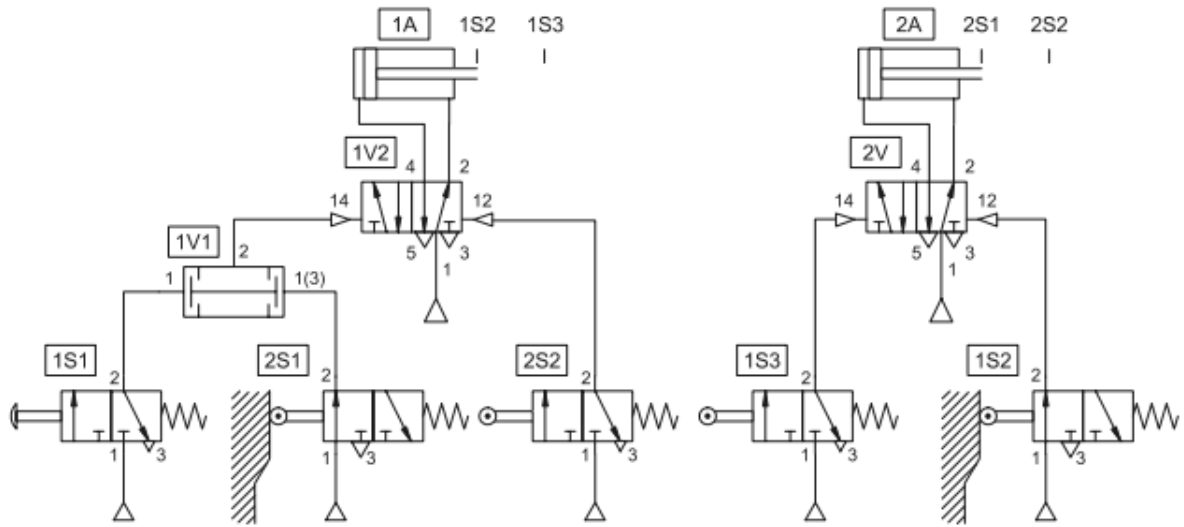 1A 1S2 1S3 2A 2S1 2S2
1V2 4 2 2V 4 2
14 12 14 12
1V1 2 5 3 5 3
1 1(3) 1 1
1S1 2S1 2S2 1S3 1S2
2 2 2 2 2
1 3 1 3 1 3 1 3 1 3